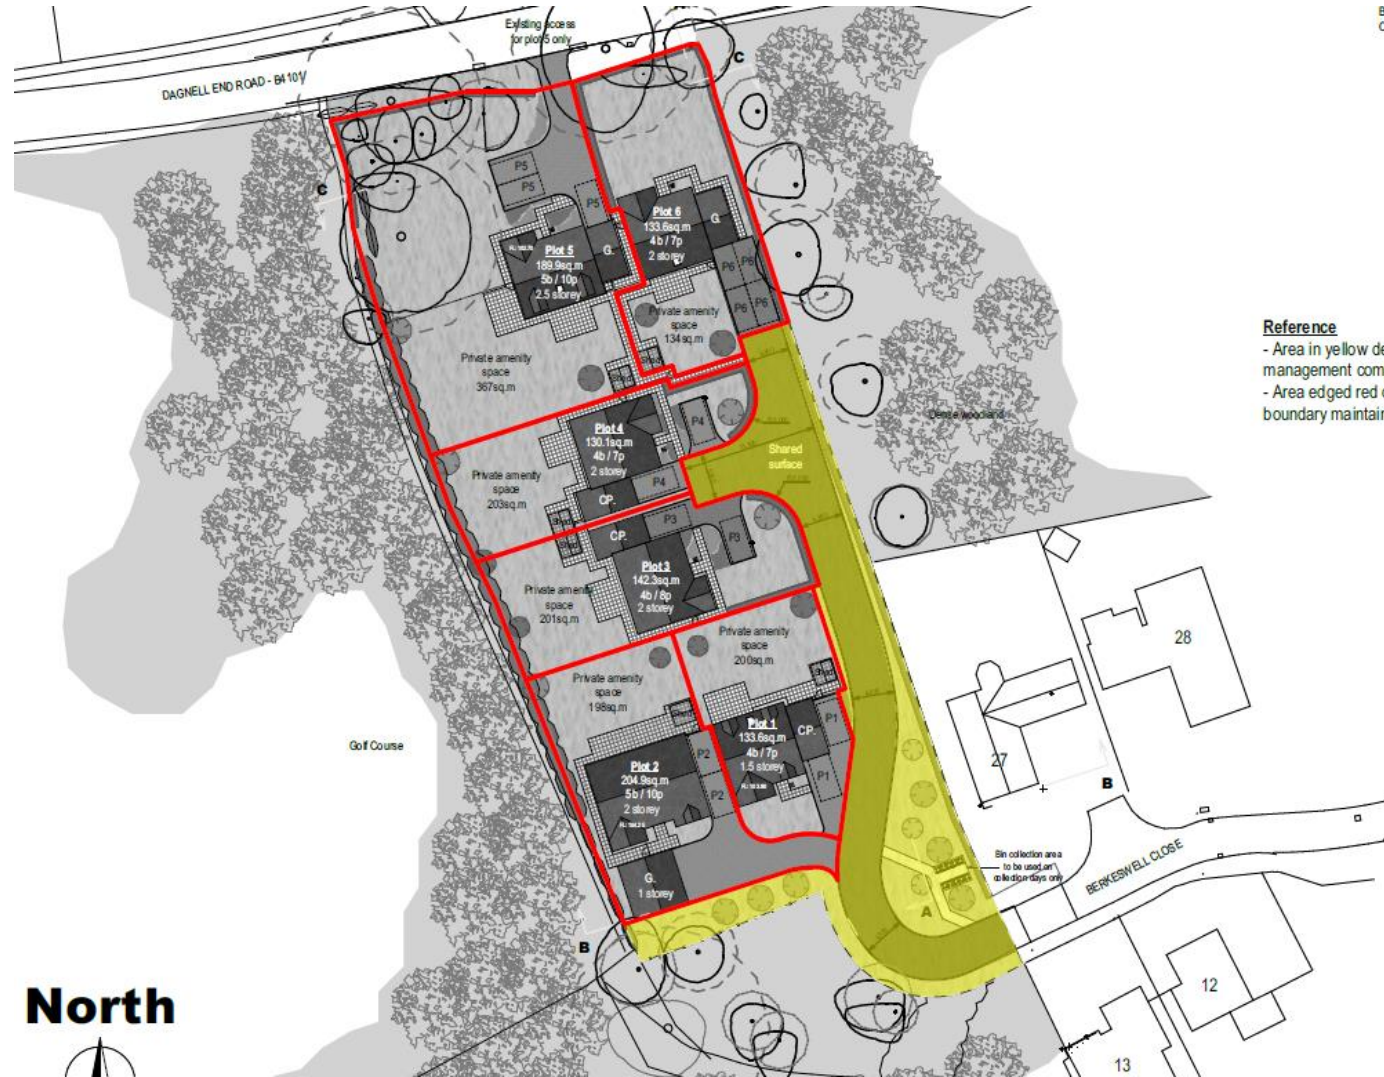 Existing access
for plot 5 only
B
C
DAGNELL END ROAD - B4101
C
C
P5
P5
P5
Plot 6
133.6sq.m
4b / 7p
2 storey
G.
Plot 5
189.9sq.m
5b / 10p
2.5 storey
G.
P6
P6
P6
P6
Private amenity
space
134sq.m
Private amenity
space
367sq.m
Shed
Reference
- Area in yellow de
management com
- Area edged red
boundary maintain
Dense woodland
Plot 4
130.1sq.m
4b / 7p
2 storey
P4
P4
CP.
Shared
surface
Private amenity
space
203sq.m
Shed
CP.
P3
P3
Plot 3
142.3sq.m
4b / 8p
2 storey
Private amenity
space
201sq.m
Private amenity
space
200sq.m
Shed
Private amenity
space
198sq.m
Plot 1
133.6sq.m
4b / 7p
1.5 storey
CP.
P1
P1
Plot 2
204.9sq.m
5b / 10p
2 storey
P2
P2
G.
1 storey
Golf Course
28
27
B
BERKESWELL CLOSE
Bin collection area
to be used on
collection days only
A
B
12
13
North